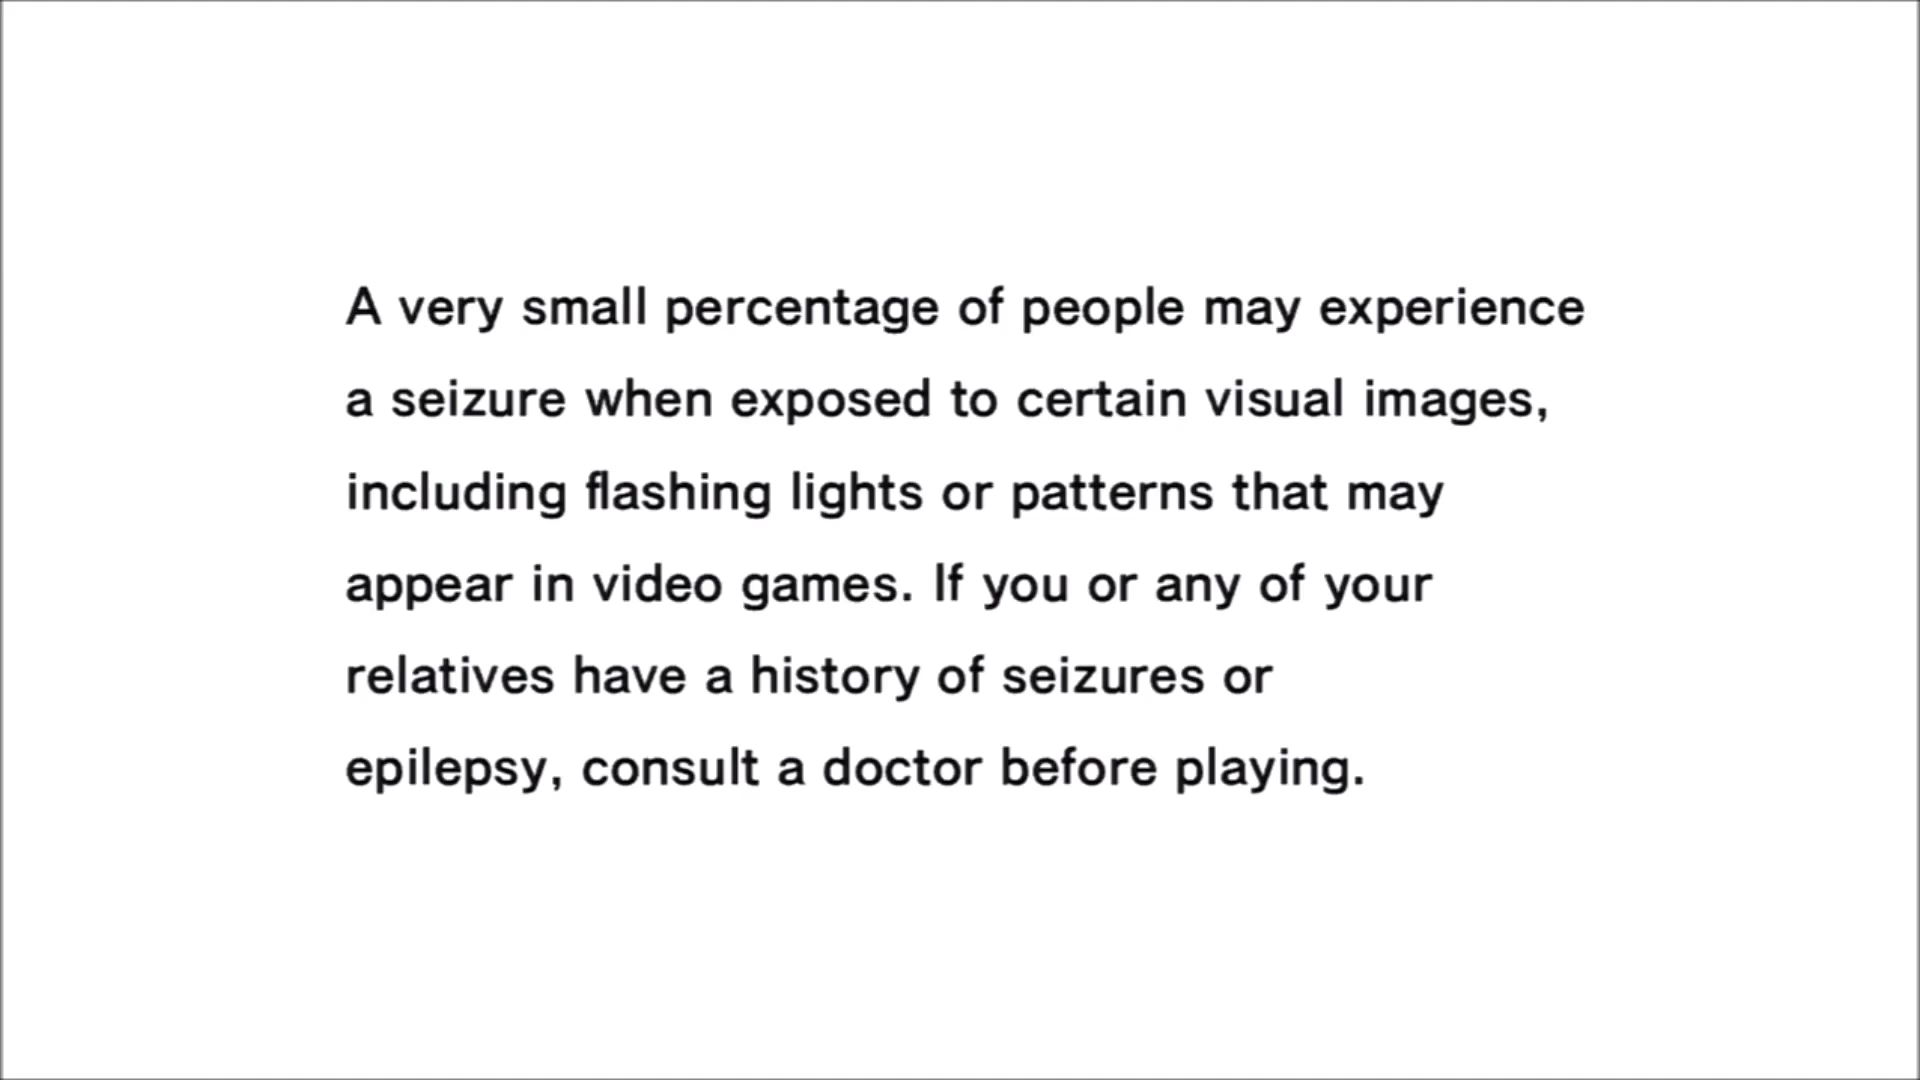 A very small percentage of people may experience
a seizure when exposed to certain visual images,
including flashing lights or patterns that may
appear in video games. If you or any of your
relatives have a history of seizures or
epilepsy, consult a doctor before playing.